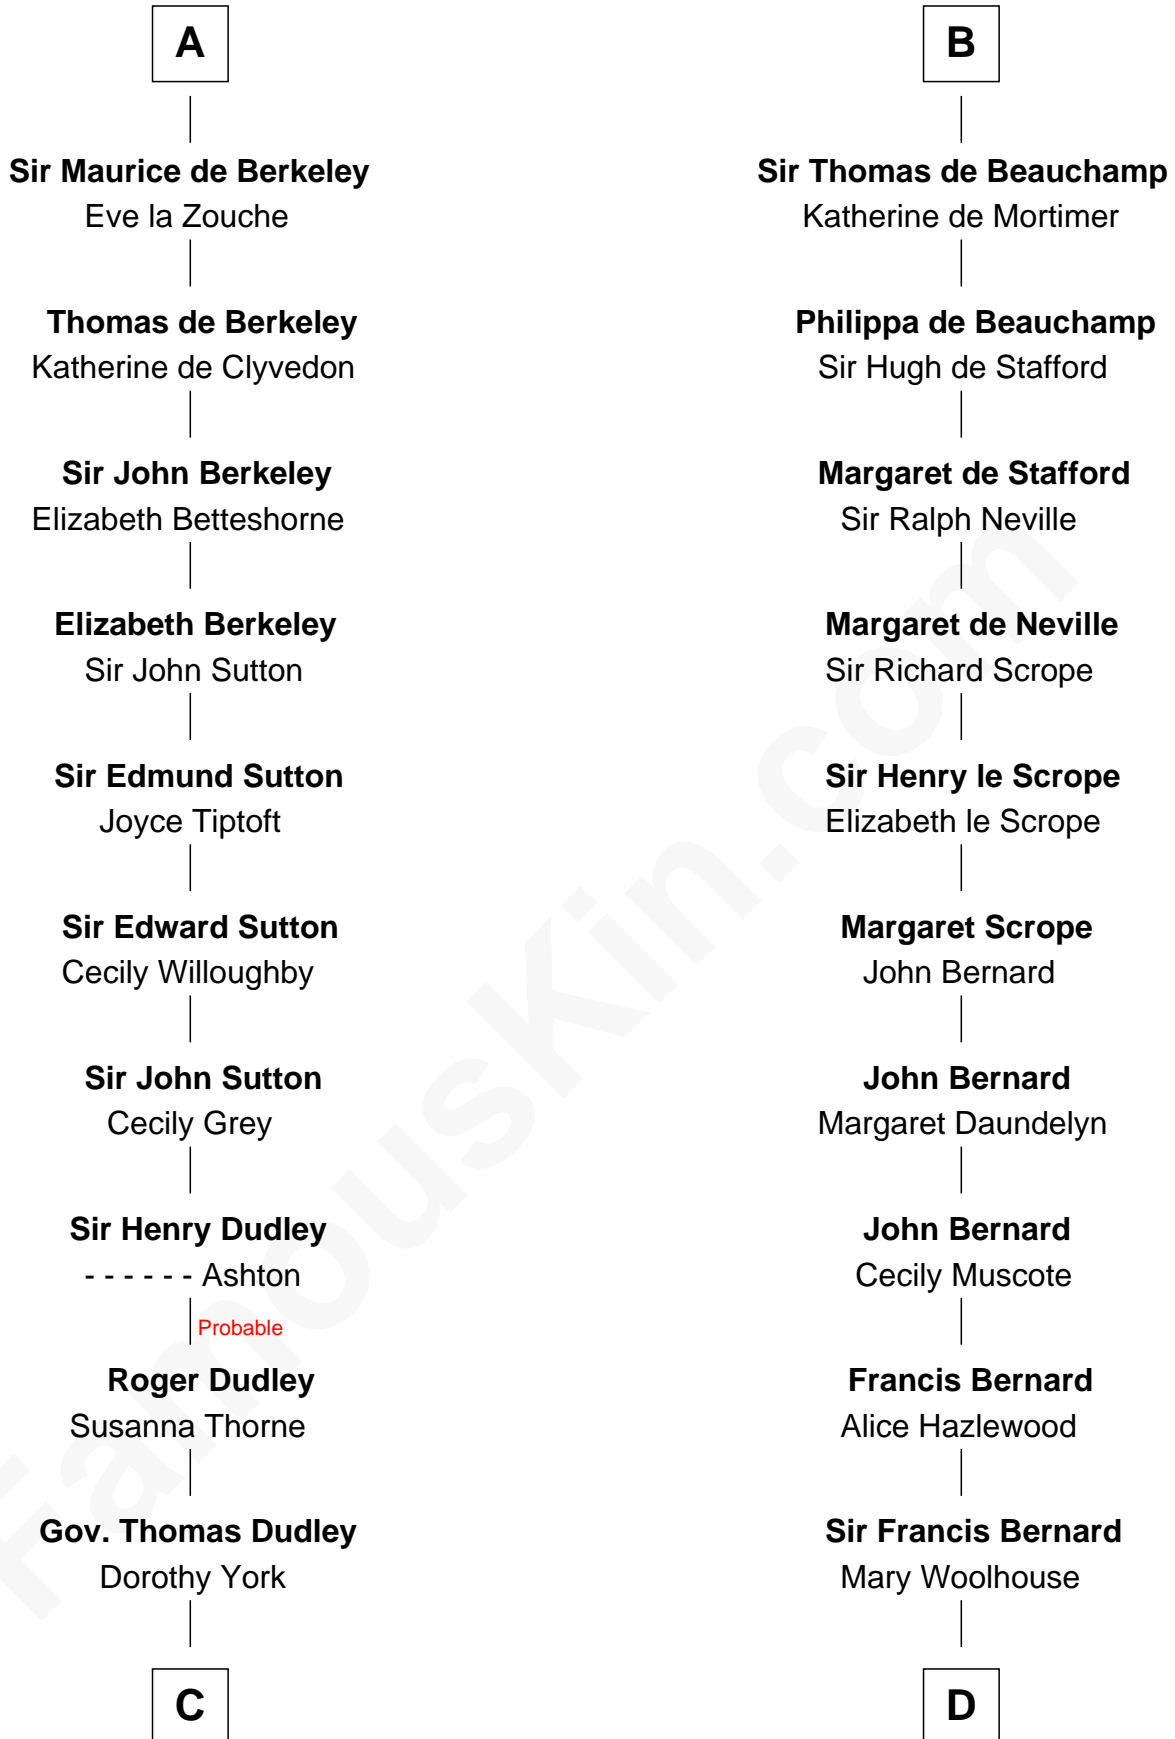 A
Sir Maurice de Berkeley
Eve la Zouche
Thomas de Berkeley
Katherine de Clyvedon
Sir John Berkeley
Elizabeth Betteshorne
Elizabeth Berkeley
Sir John Sutton
Sir Edmund Sutton
Joyce Tiptoft
Sir Edward Sutton
Cecily Willoughby
Sir John Sutton
Cecily Grey
Sir Henry Dudley
- - - - - - Ashton
Probable
Roger Dudley
Susanna Thorne
Gov. Thomas Dudley
Dorothy York
C
B
Sir Thomas de Beauchamp
Katherine de Mortimer
Philippa de Beauchamp
Sir Hugh de Stafford
Margaret de Stafford
Sir Ralph Neville
Margaret de Neville
Sir Richard Scrope
Sir Henry le Scrope
Elizabeth le Scrope
Margaret Scrope
John Bernard
John Bernard
Margaret Daundelyn
John Bernard
Cecily Muscote
Francis Bernard
Alice Hazlewood
Sir Francis Bernard
Mary Woolhouse
D
FamousKin.com